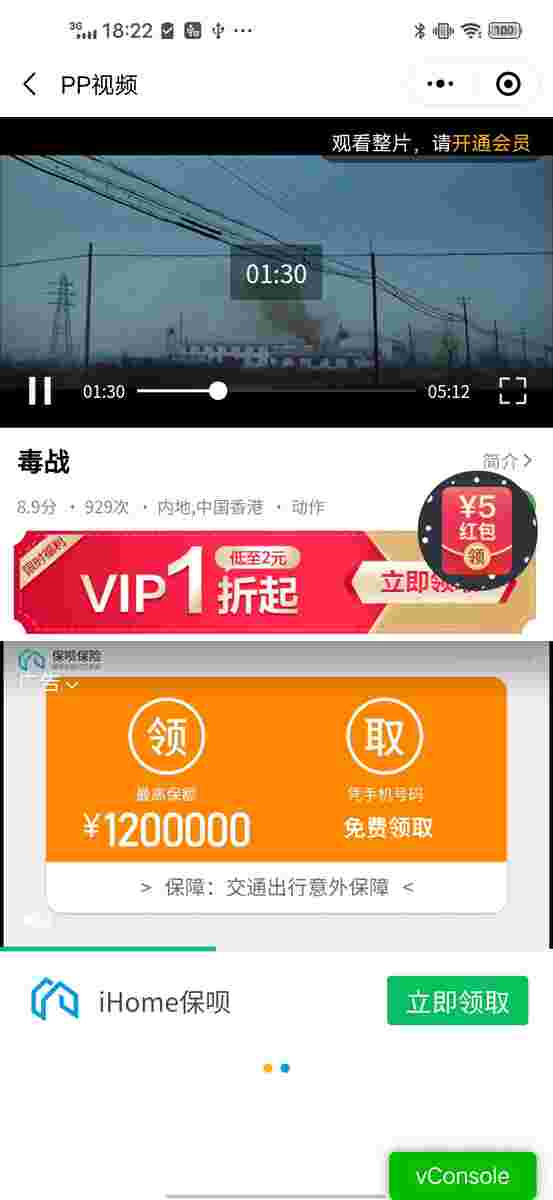 3G 18:22 100
PP视频
观看整片，请开通会员
01:30
01:30 05:12
毒战
简介
8.9分 · 929次 · 内地,中国香港 · 动作
¥5
红包
领
限时福利
VIP1折起
低至2元
立即领取
保呗保险
广告
领 取
最高保额 凭手机号码
¥1200000 免费领取
> 保障：交通出行意外保障 <
iHome保呗
立即领取
vConsole